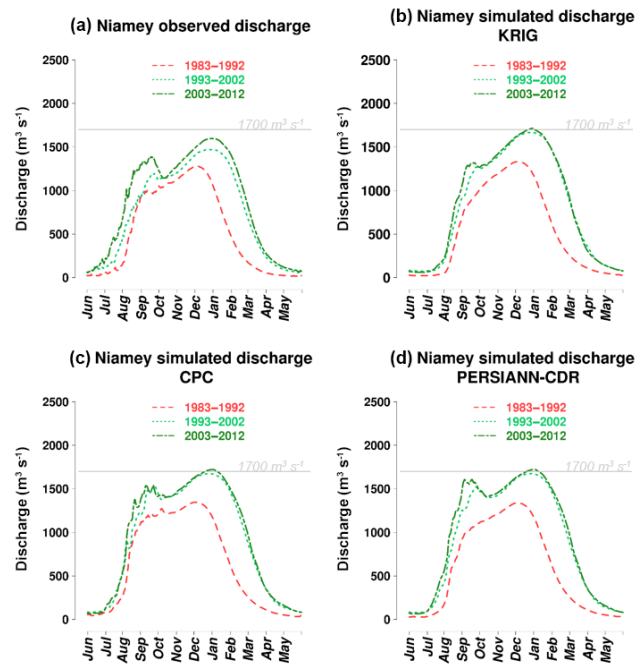 (a) Niamey observed discharge
1983–1992
1993–2002
2003–2012
1700 m³ s⁻¹
Discharge (m³ s⁻¹)
2500
2000
1500
1000
500
0
Jun Jul Aug Sep Oct Nov Dec Jan Feb Mar Apr May
(b) Niamey simulated discharge
KRIG
1983–1992
1993–2002
2003–2012
1700 m³ s⁻¹
Discharge (m³ s⁻¹)
2500
2000
1500
1000
500
0
Jun Jul Aug Sep Oct Nov Dec Jan Feb Mar Apr May
(c) Niamey simulated discharge
CPC
1983–1992
1993–2002
2003–2012
1700 m³ s⁻¹
Discharge (m³ s⁻¹)
2500
2000
1500
1000
500
0
Jun Jul Aug Sep Oct Nov Dec Jan Feb Mar Apr May
(d) Niamey simulated discharge
PERSIANN-CDR
1983–1992
1993–2002
2003–2012
1700 m³ s⁻¹
Discharge (m³ s⁻¹)
2500
2000
1500
1000
500
0
Jun Jul Aug Sep Oct Nov Dec Jan Feb Mar Apr May